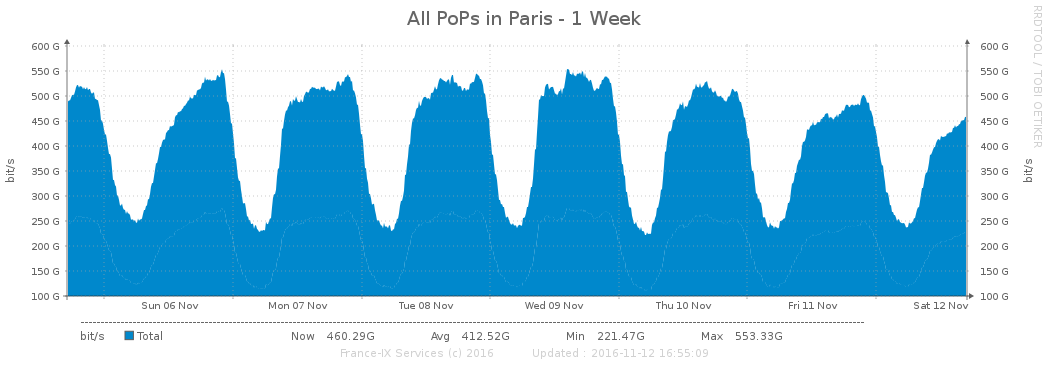 All PoPs in Paris - 1 Week
RRDTOOL / TOBI OETIKER
600 G 600 G
550 G 550 G
500 G 500 G
450 G 450 G
400 G 400 G
350 G 350 G
300 G 300 G
250 G 250 G
200 G 200 G
150 G 150 G
100 G 100 G
bit/s bit/s
Sun 06 Nov Mon 07 Nov Tue 08 Nov Wed 09 Nov Thu 10 Nov Fri 11 Nov Sat 12 Nov
bit/s Total Now 460.29G Avg 412.52G Min 221.47G Max 553.33G
France-IX Services (c) 2016 Updated : 2016-11-12 16:55:09